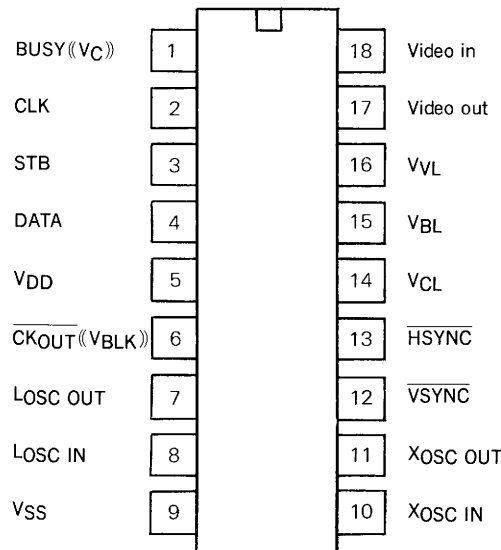 BUSY((VC)) 1 18 Video in
CLK 2 17 Video out
STB 3 16 VVL
DATA 4 15 VBL
VDD 5 14 VCL
CKOUT((VBLK)) 6 13 HSYNC
LOSC OUT 7 12 VSYNC
LOSC IN 8 11 XOSC OUT
VSS 9 10 XOSC IN